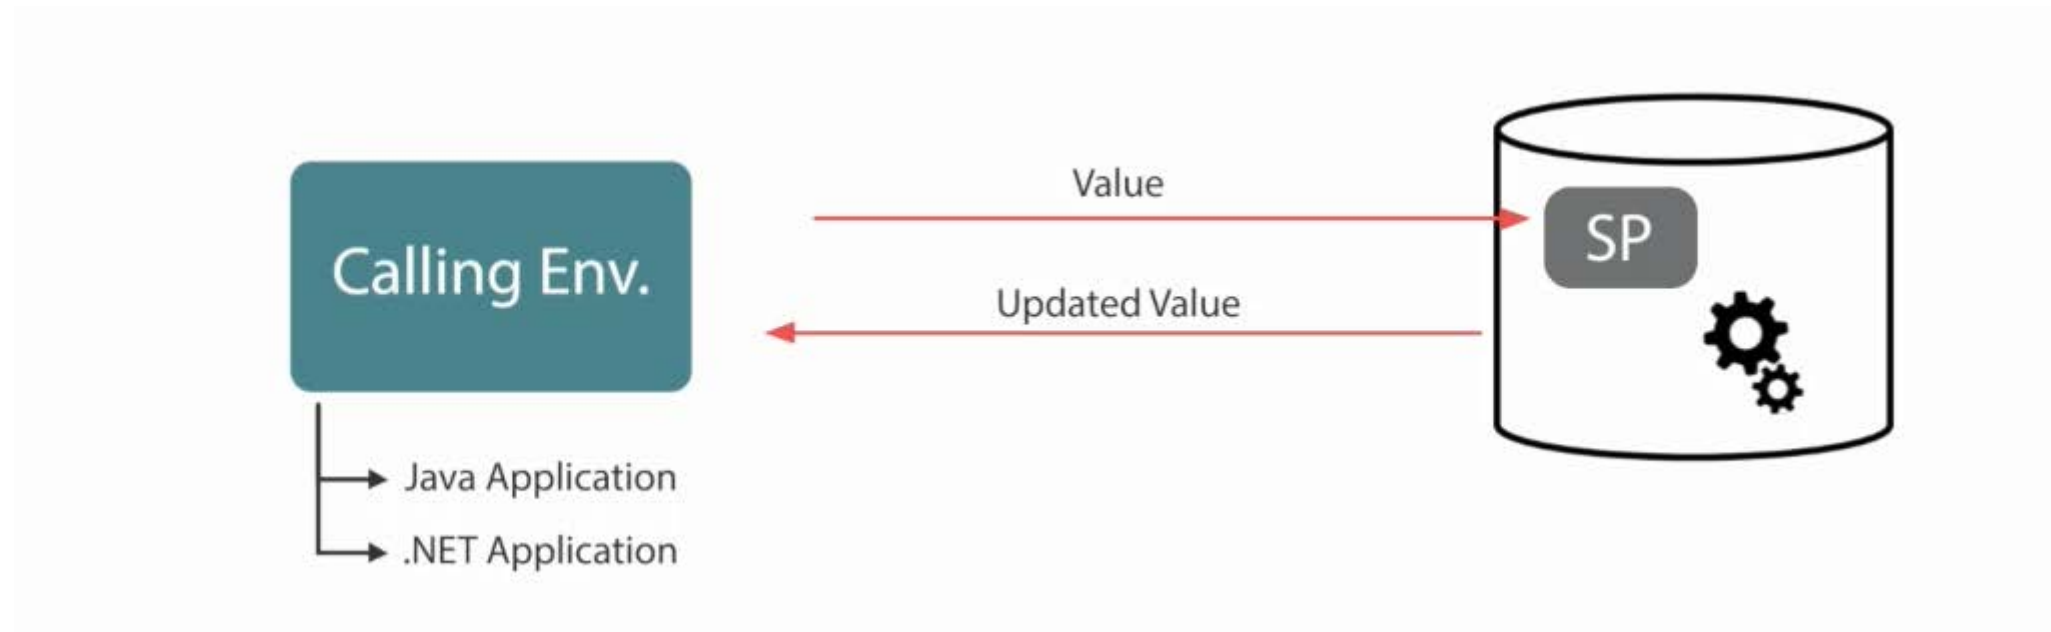 Calling Env.
Value
Updated Value
SP
Java Application
.NET Application